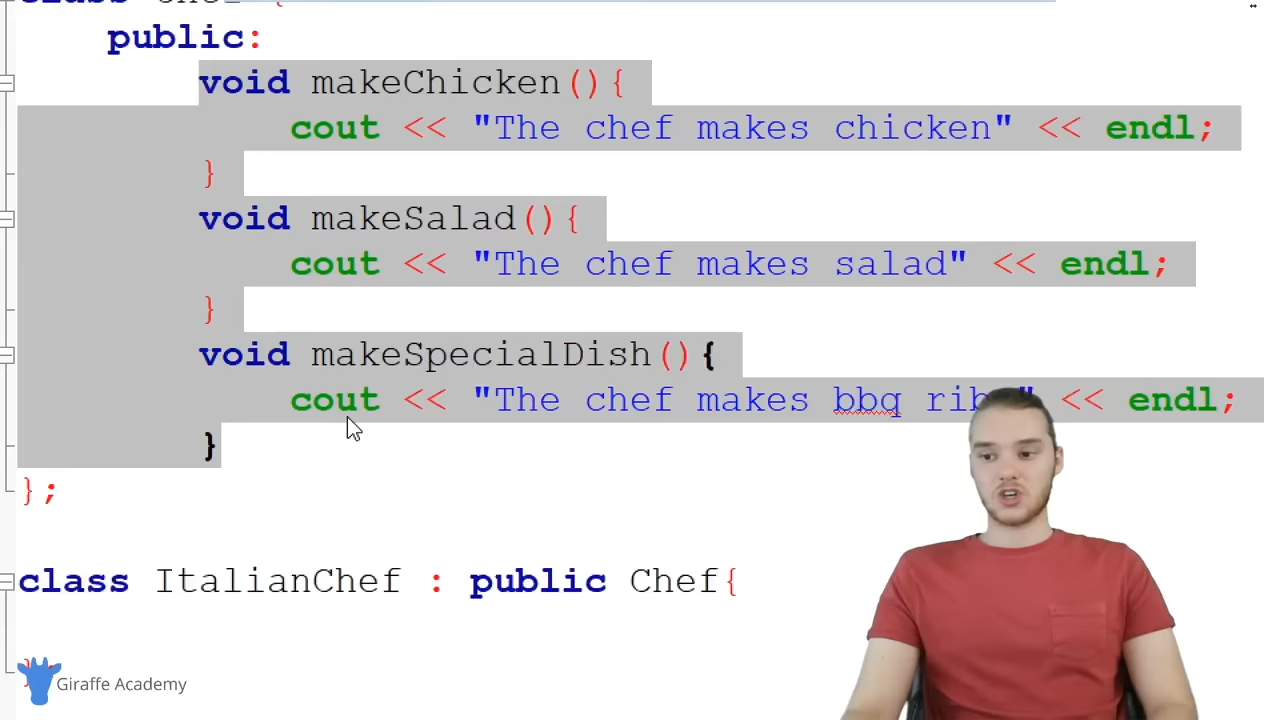 public:
void makeChicken(){
cout << "The chef makes chicken" << endl;
}
void makeSalad(){
cout << "The chef makes salad" << endl;
}
void makeSpecialDish(){
cout << "The chef makes bbq " << endl;
}
};
class ItalianChef : public Chef{
Giraffe Academy